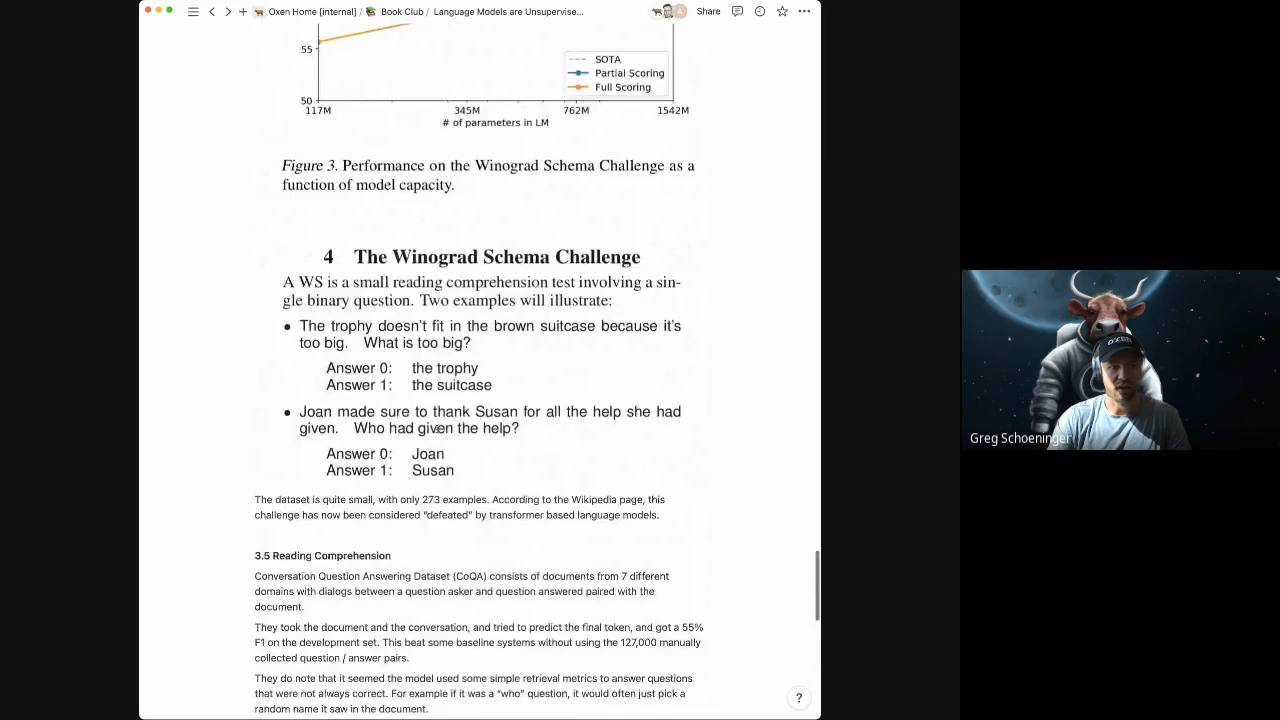 Oxen Home [internal] / Book Club / Language Models are Unsupervise... Share
55
50
SOTA
Partial Scoring
Full Scoring
117M 345M 762M 1542M
# of parameters in LM
Figure 3. Performance on the Winograd Schema Challenge as a
function of model capacity.
4 The Winograd Schema Challenge
A WS is a small reading comprehension test involving a sin-
gle binary question. Two examples will illustrate:
• The trophy doesn't fit in the brown suitcase because it's
too big. What is too big?
Answer 0: the trophy
Answer 1: the suitcase
• Joan made sure to thank Susan for all the help she had
given. Who had given the help?
Answer 0: Joan
Answer 1: Susan
The dataset is quite small, with only 273 examples. According to the Wikipedia page, this
challenge has now been considered “defeated” by transformer based language models.
3.5 Reading Comprehension
Conversation Question Answering Dataset (CoQA) consists of documents from 7 different
domains with dialogs between a question asker and question answered paired with the
document.
They took the document and the conversation, and tried to predict the final token, and got a 55%
F1 on the development set. This beat some baseline systems without using the 127,000 manually
collected question / answer pairs.
They do note that it seemed the model used some simple retrieval metrics to answer questions
that were not always correct. For example if it was a “who” question, it would often just pick a
random name it saw in the document.
?
OXEN
Greg Schoeninger